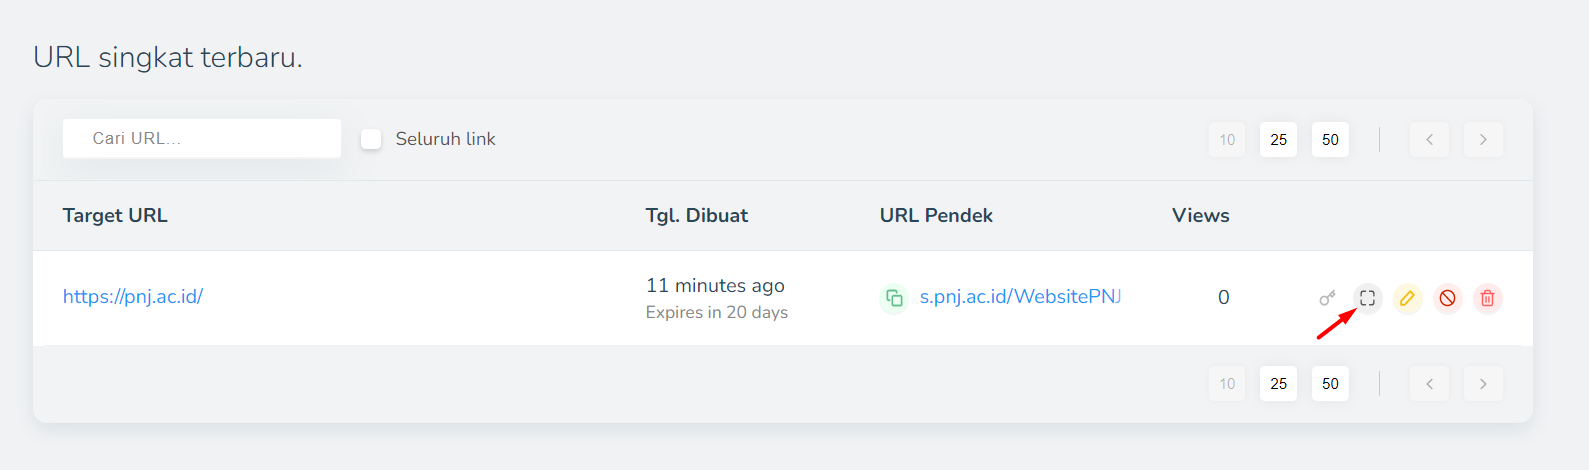 URL singkat terbaru.
Cari URL...
Seluruh link
10 25 50
Target URL Tgl. Dibuat URL Pendek Views
https://pnj.ac.id/ 11 minutes ago s.pnj.ac.id/WebsitePNJ 0
Expires in 20 days
10 25 50